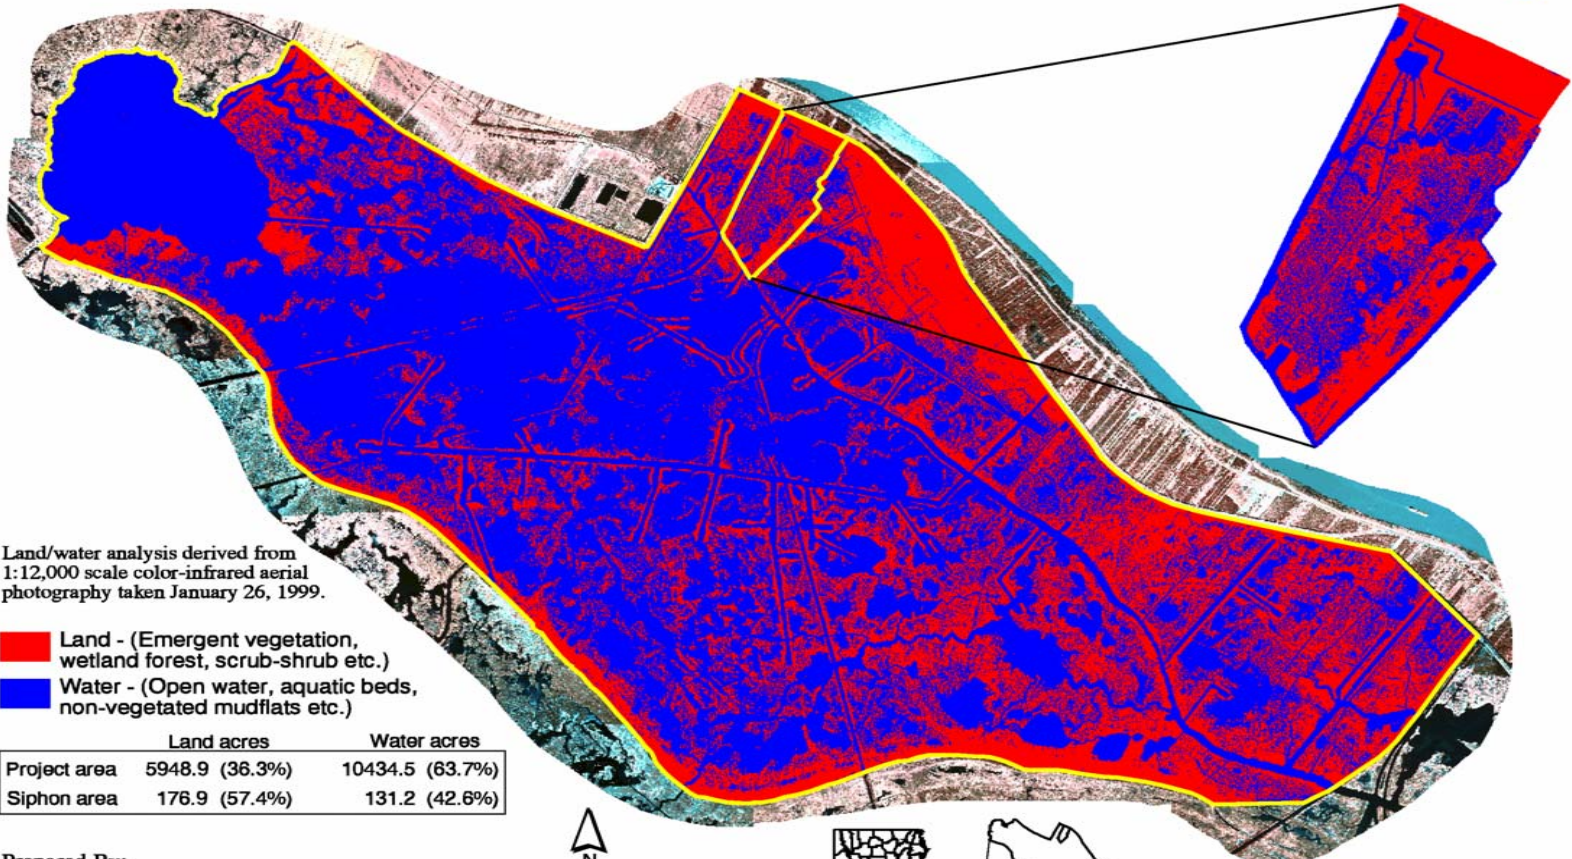 Land/water analysis derived from
1:12,000 scale color-infrared aerial
photography taken January 26, 1999.
Land - (Emergent vegetation,
wetland forest, scrub-shrub etc.)
Water - (Open water, aquatic beds,
non-vegetated mudflats etc.)
Land acres Water acres
Project area 5948.9 (36.3%) 10434.5 (63.7%)
Siphon area 176.9 (57.4%) 131.2 (42.6%)